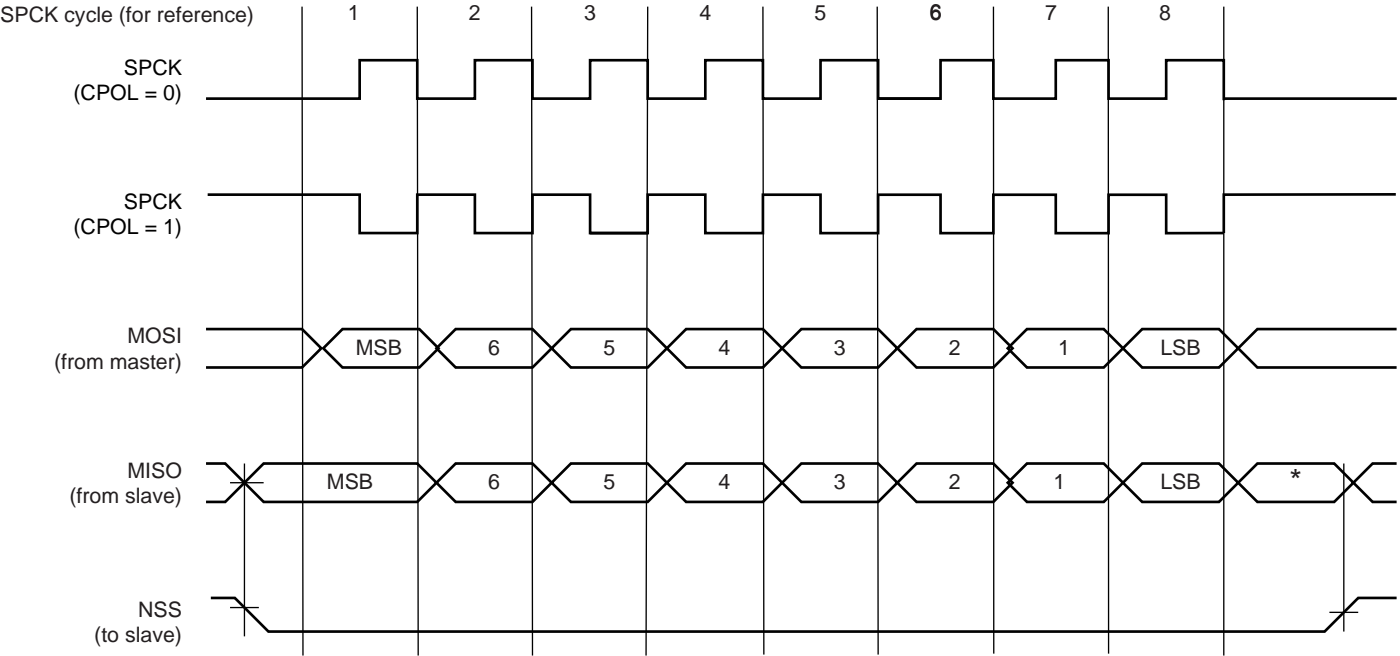 SPCK cycle (for reference) 1 2 3 4 5 6 7 8
SPCK
(CPOL = 0)
SPCK
(CPOL = 1)
MOSI
(from master)
MSB 6 5 4 3 2 1 LSB
MISO
(from slave)
MSB 6 5 4 3 2 1 LSB *
NSS
(to slave)